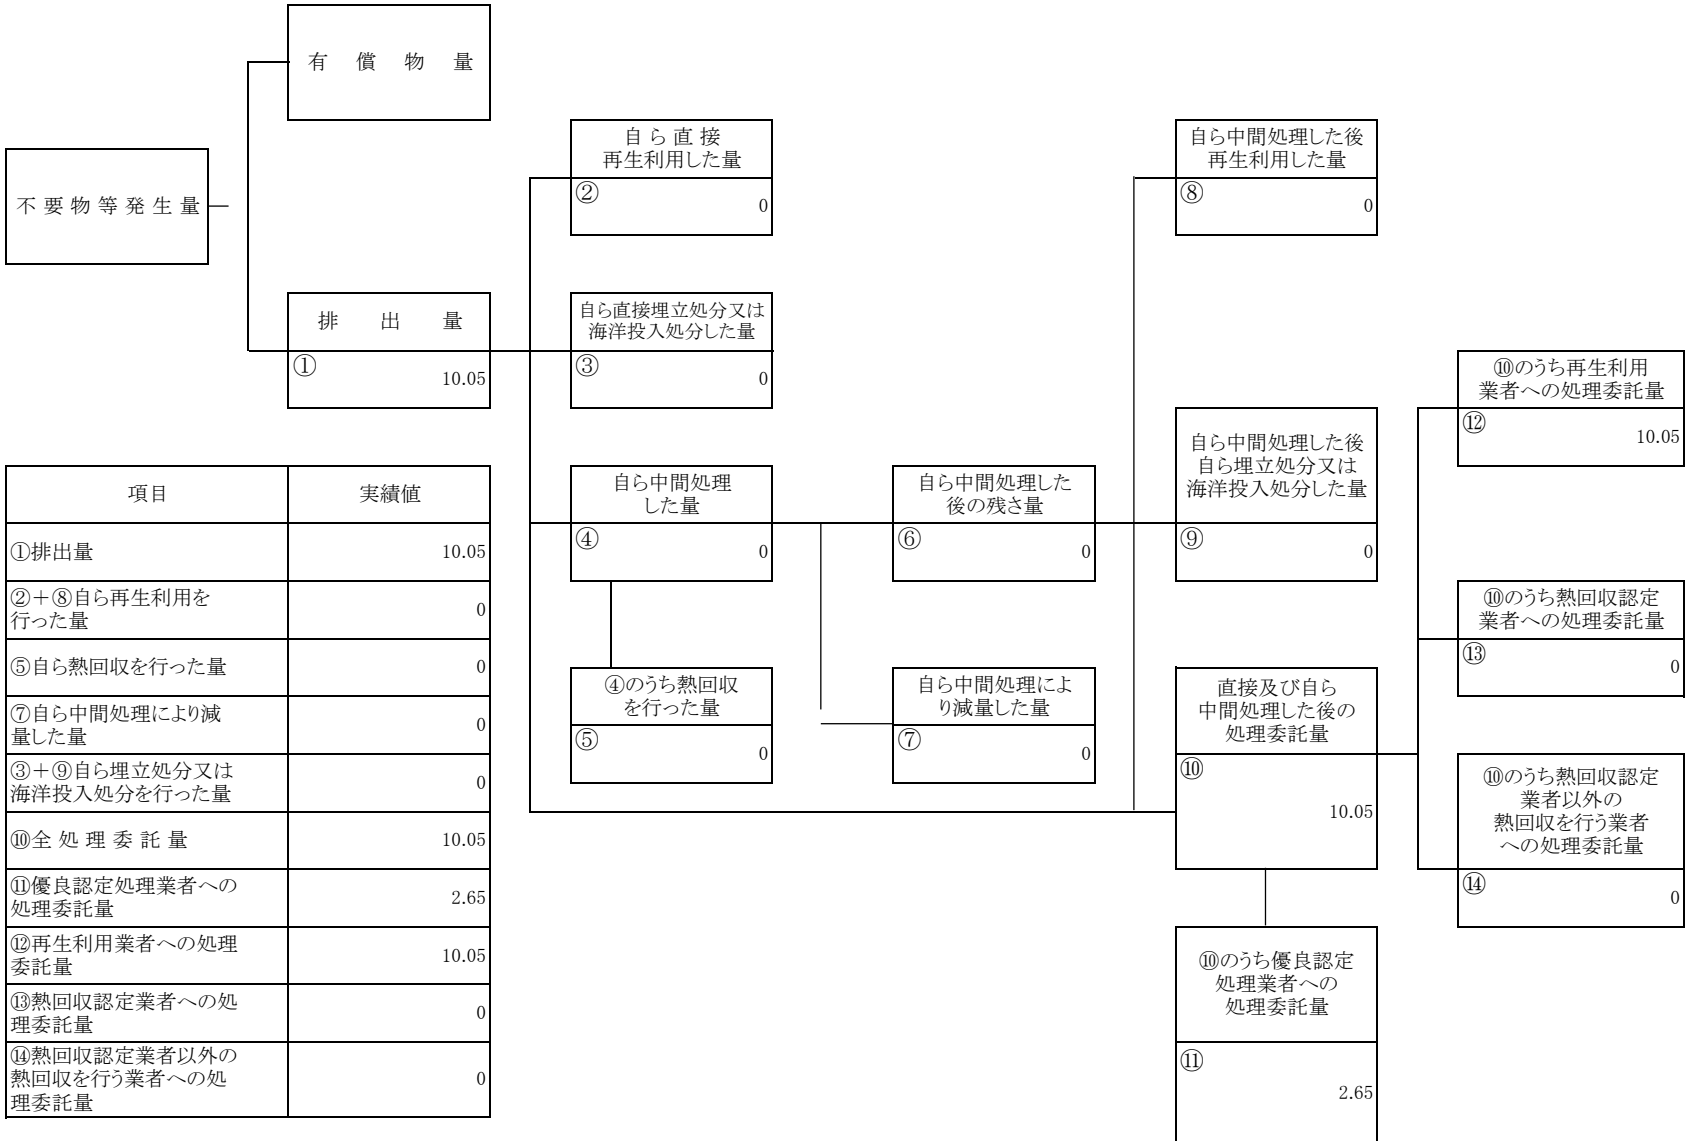 有償物量
不要物等発生量
排出量
①
10.05
自ら直接
再生利用した量
②
0
自ら直接埋立処分又は
海洋投入処分した量
③
0
自ら中間処理
した量
④
0
④のうち熱回収
を行った量
⑤
0
自ら中間処理した
後の残さ量
⑥
0
自ら中間処理によ
り減量した量
⑦
0
自ら中間処理した後
再生利用した量
⑧
0
自ら中間処理した後
自ら埋立処分又は
海洋投入処分した量
⑨
0
直接及び自ら
中間処理した後の
処理委託量
⑩
10.05
⑩のうち優良認定
処理業者への
処理委託量
⑪
2.65
⑩のうち再生利用
業者への処理委託量
⑫
10.05
⑩のうち熱回収認定
業者への処理委託量
⑬
0
⑩のうち熱回収認定
業者以外の
熱回収を行う業者
への処理委託量
⑭
0
項目 実績値
①排出量 10.05
②+⑧自ら再生利用を
行った量 0
⑤自ら熱回収を行った量 0
⑦自ら中間処理により減
量した量 0
③+⑨自ら埋立処分又は
海洋投入処分を行った量 0
⑩全処理委託量 10.05
⑪優良認定処理業者への
処理委託量 2.65
⑫再生利用業者への処理
委託量 10.05
⑬熱回収認定業者への処
理委託量 0
⑭熱回収認定業者以外の
熱回収を行う業者への処
理委託量 0